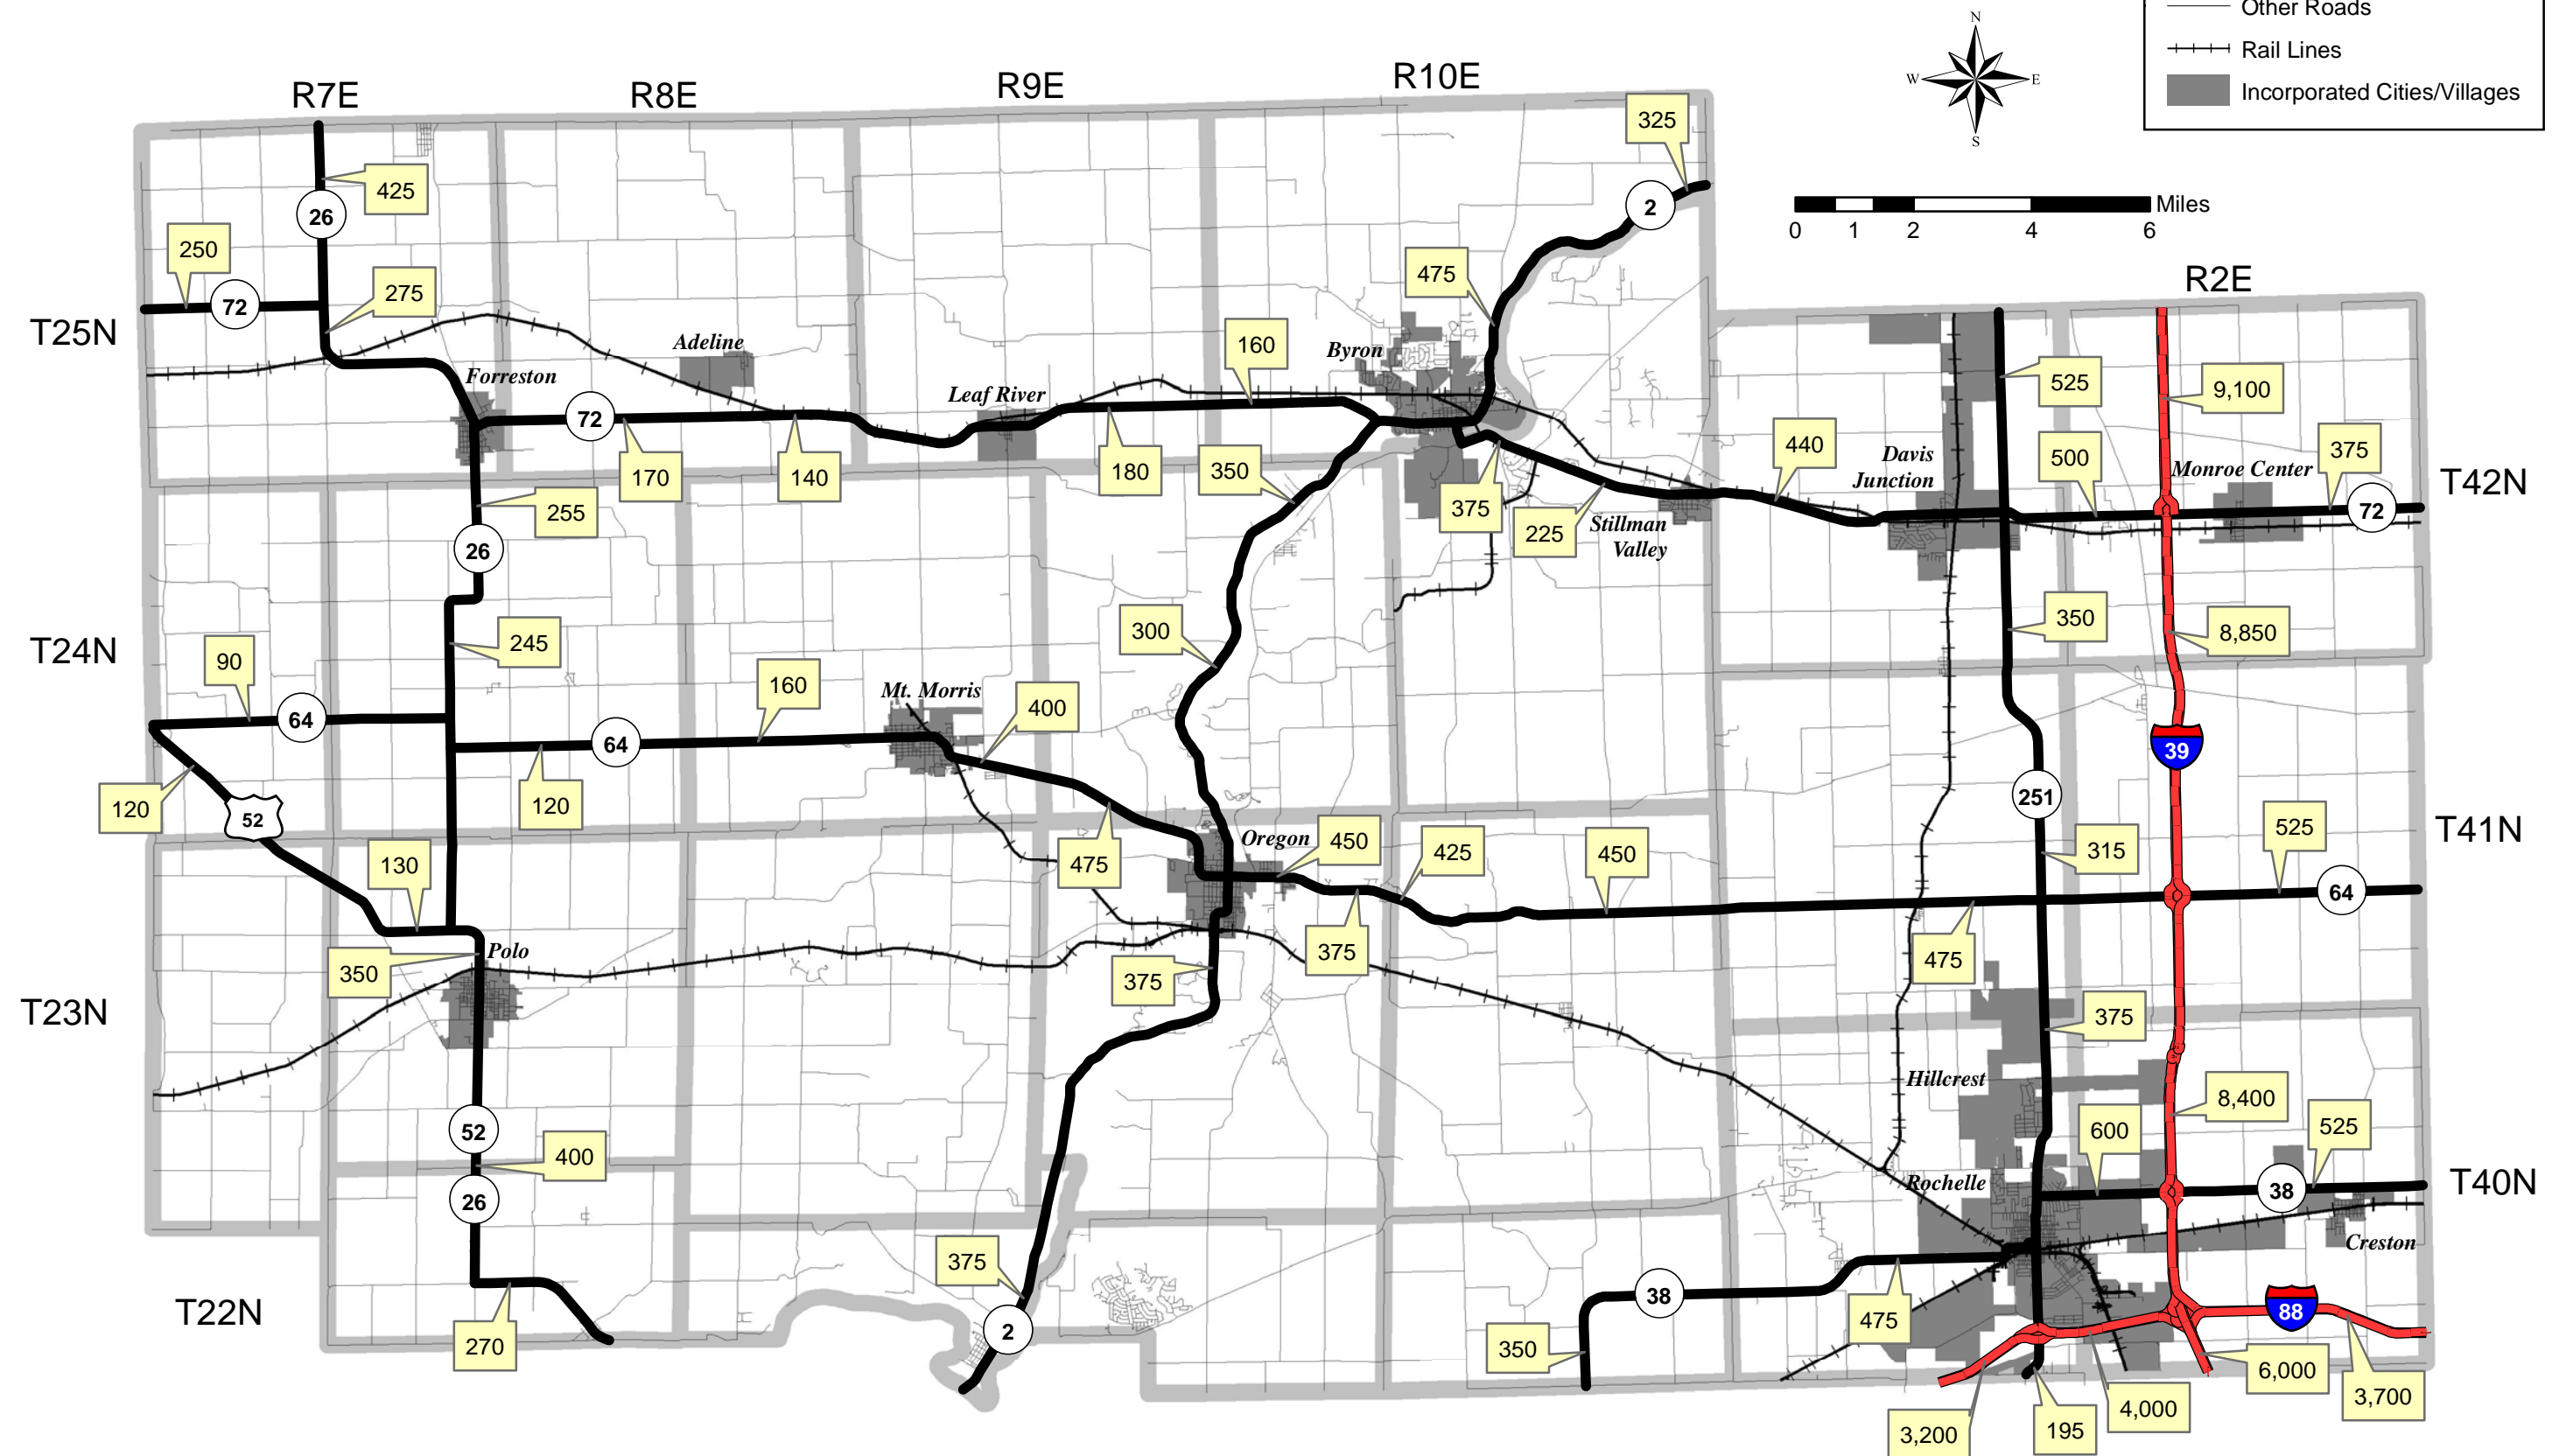 Other Roads
Rail Lines
Incorporated Cities/Villages
N
W
E
S
Miles
0 1 2 4 6
R7E
R8E
R9E
R10E
R2E
T25N
T24N
T23N
T22N
T42N
T41N
T40N
325
425
26
2
250
72
275
475
Adeline
Forreston
Leaf River
160
Byron
525
9,100
72
170
140
180
350
375
225
440
Davis
Junction
500
Monroe Center
375
72
Stillman
Valley
255
26
245
300
350
8,850
90
64
160
Mt. Morris
400
64
120
120
52
39
251
130
475
Oregon
450
425
450
315
525
64
350
Polo
375
375
475
375
Hillcrest
8,400
600
525
52
400
26
Rochelle
38
Creston
375
2
270
38
350
475
88
3,200
195
4,000
6,000
3,700